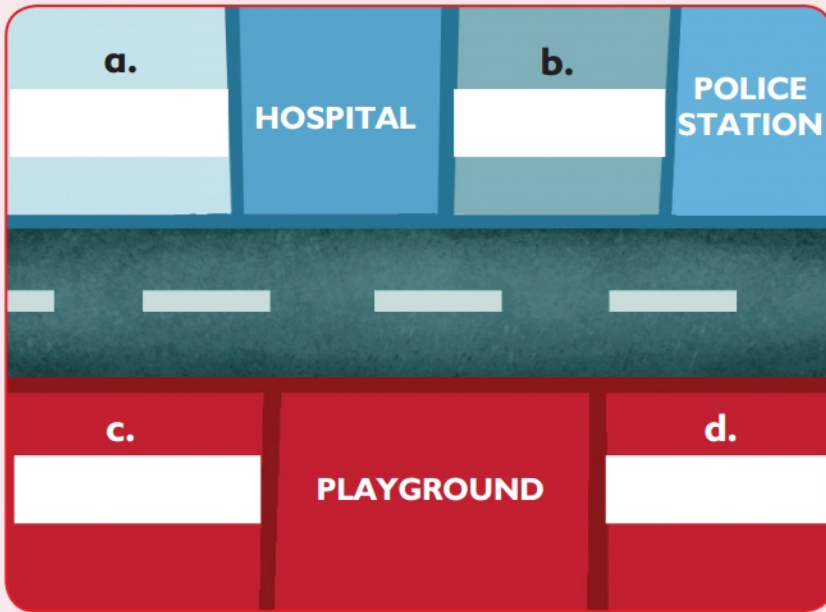 a.
HOSPITAL
b.
POLICE
STATION
c.
PLAYGROUND
d.